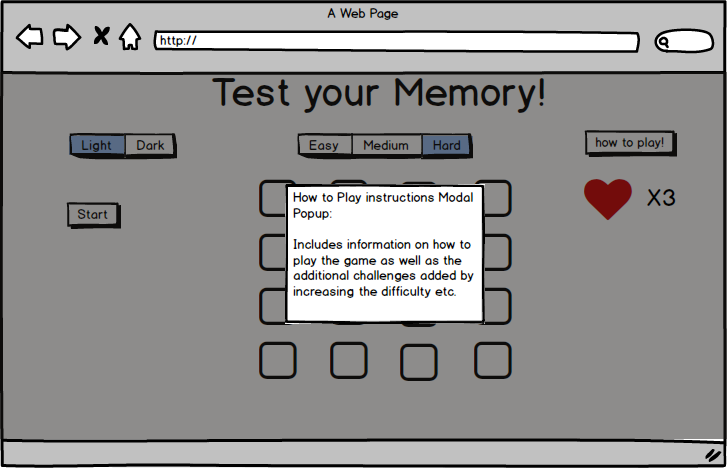 A Web Page
http://
Test your Memory!
Light Dark
Easy Medium Hard
how to play!
Start
X3
How to Play instructions Modal
Popup:
Includes information on how to
play the game as well as the
additional challenges added by
increasing the difficulty etc.